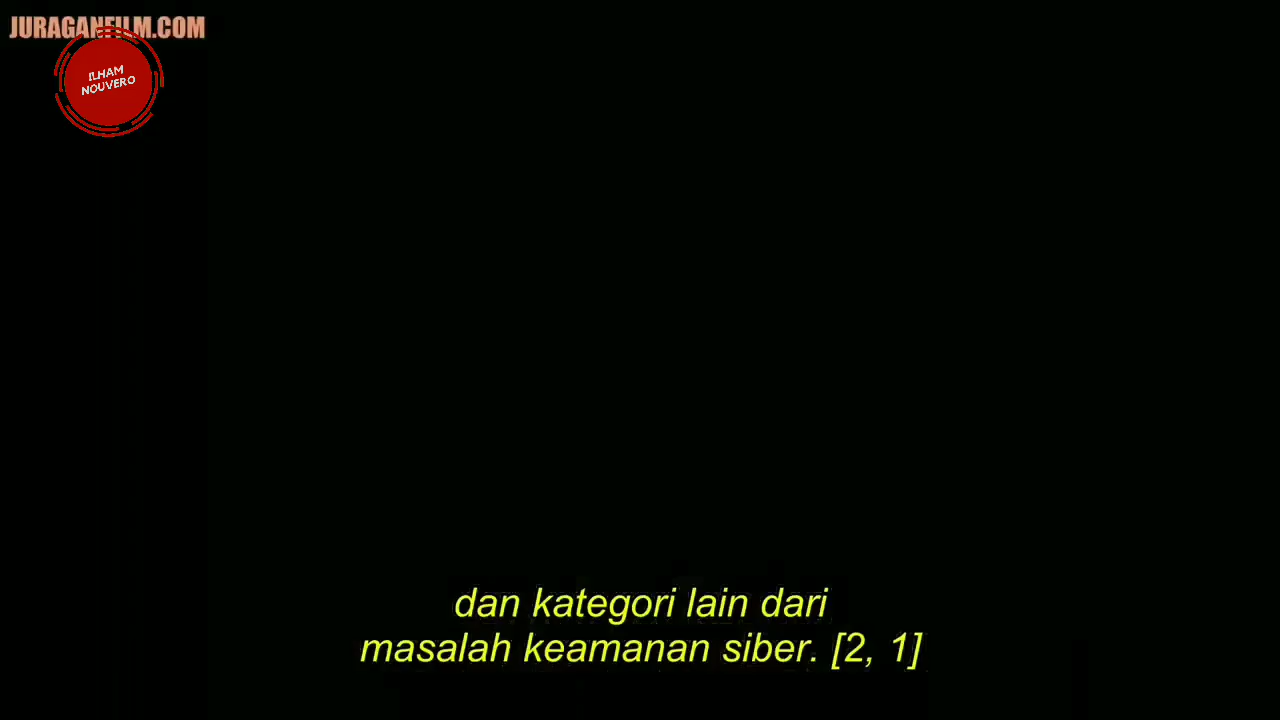 JURAGANFILM.COM
ILHAM
NOUVERO
dan kategori lain dari
masalah keamanan siber. [2, 1]